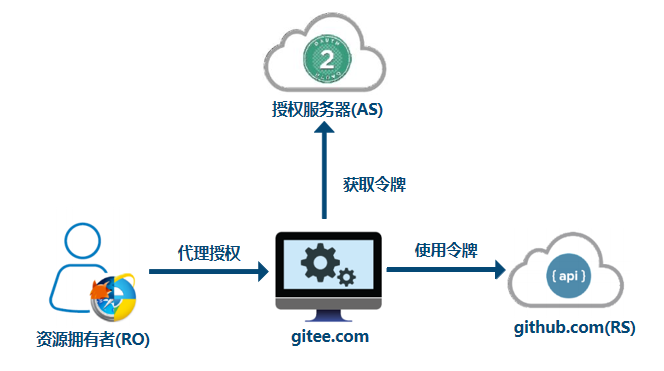 OAUTH
2
授权服务器(AS)
获取令牌
代理授权
使用令牌
{ api }
资源拥有者(RO)
gitee.com
github.com(RS)